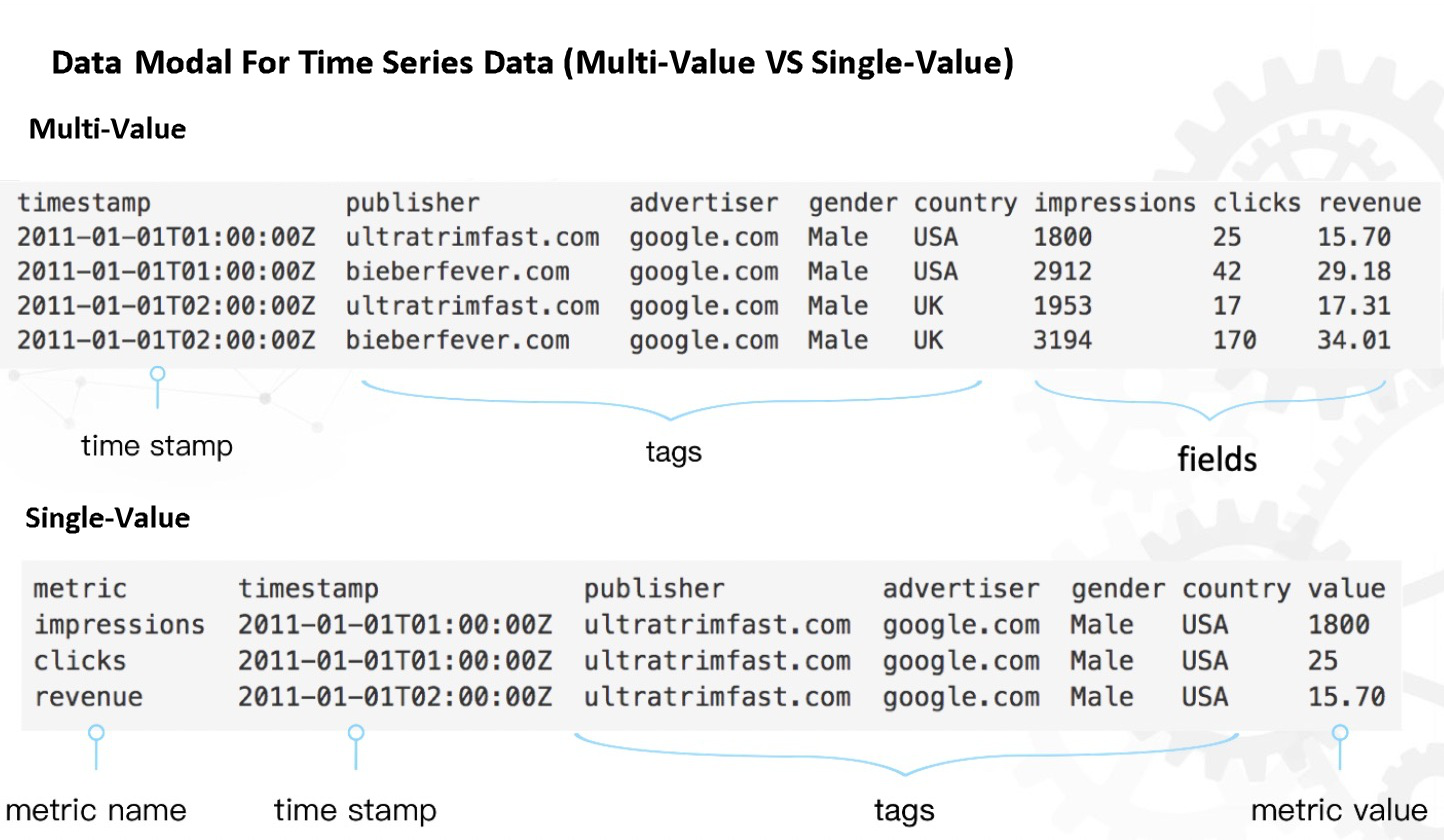 Data Modal For Time Series Data (Multi-Value VS Single-Value)
Multi-Value
timestamp publisher advertiser gender country impressions clicks revenue
2011-01-01T01:00:00Z ultratrimfast.com google.com Male USA 1800 25 15.70
2011-01-01T01:00:00Z bieberfever.com google.com Male USA 2912 42 29.18
2011-01-01T02:00:00Z ultratrimfast.com google.com Male UK 1953 17 17.31
2011-01-01T02:00:00Z bieberfever.com google.com Male UK 3194 170 34.01
time stamp tags fields
Single-Value
metric timestamp publisher advertiser gender country value
impressions 2011-01-01T01:00:00Z ultratrimfast.com google.com Male USA 1800
clicks 2011-01-01T01:00:00Z ultratrimfast.com google.com Male USA 25
revenue 2011-01-01T02:00:00Z ultratrimfast.com google.com Male USA 15.70
metric name time stamp tags metric value